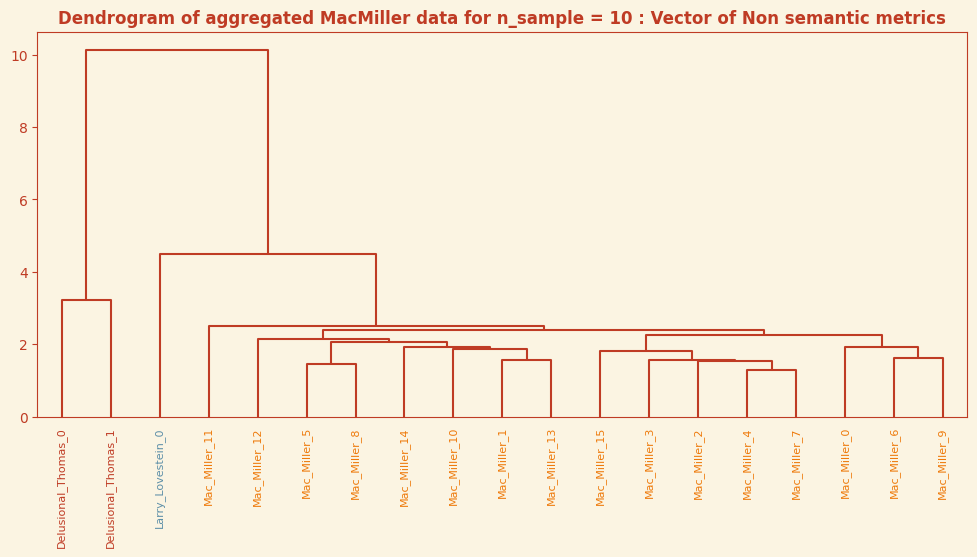 Dendrogram of aggregated MacMiller data for n_sample = 10 : Vector of Non semantic metrics
10
8
6
4
2
0
Delusional_Thomas_0
Delusional_Thomas_1
Larry_Lovestein_0
Mac_Miller_11
Mac_Miller_12
Mac_Miller_5
Mac_Miller_8
Mac_Miller_14
Mac_Miller_10
Mac_Miller_1
Mac_Miller_13
Mac_Miller_15
Mac_Miller_3
Mac_Miller_2
Mac_Miller_4
Mac_Miller_7
Mac_Miller_0
Mac_Miller_6
Mac_Miller_9